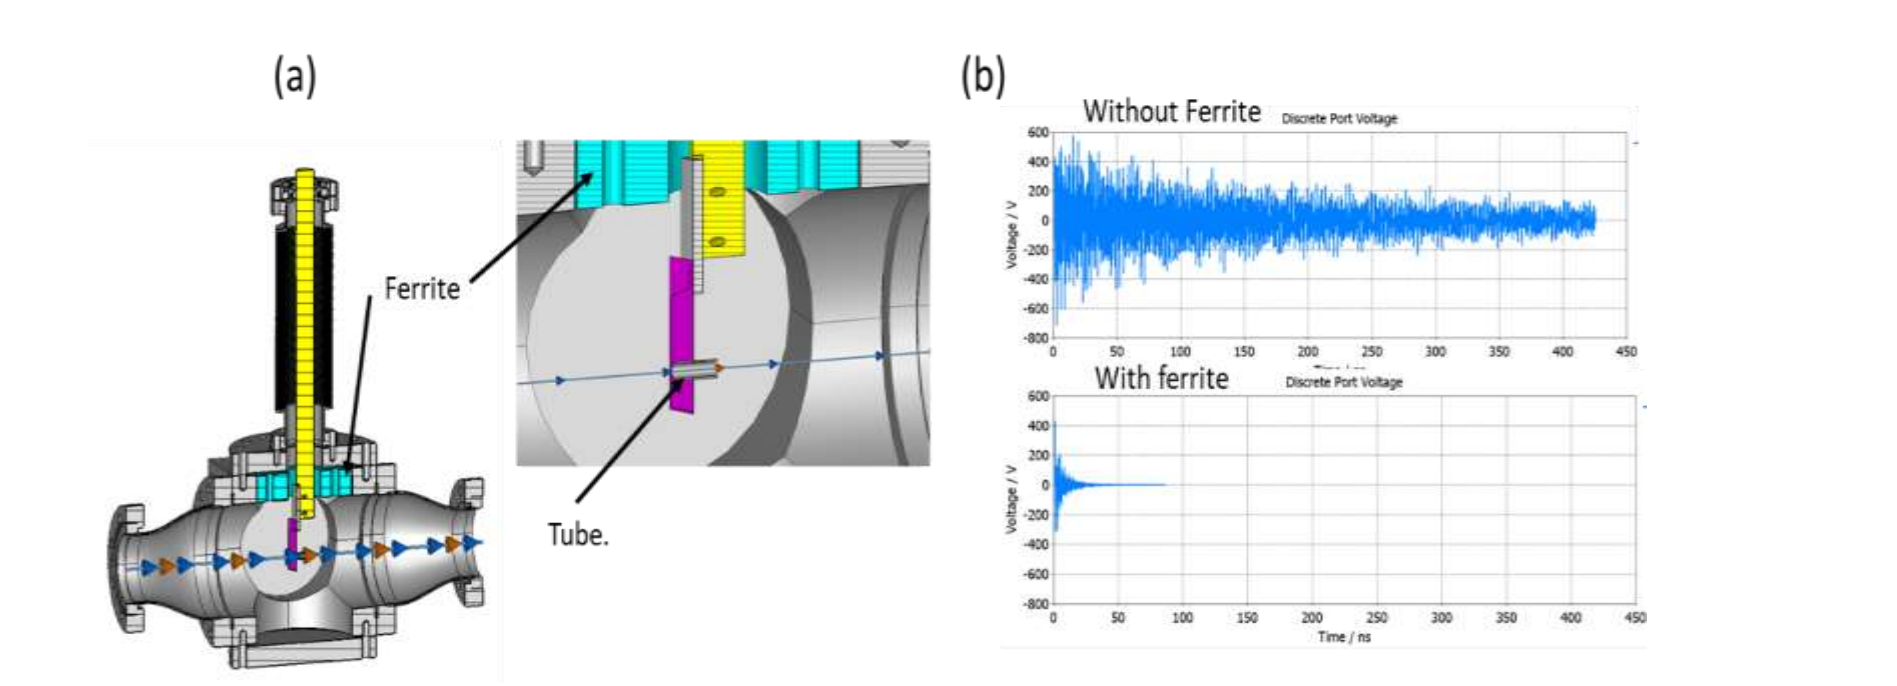 (a)
Ferrite
Tube.
(b)
Without Ferrite
Discrete Port Voltage
Voltage / V
600
400
200
0
-200
-400
-600
-800
0 50 100 150 200 250 300 350 400 450
With ferrite
Discrete Port Voltage
Voltage / V
600
400
200
0
-200
-400
-600
-800
0 50 100 150 200 250 300 350 400 450
Time / ns